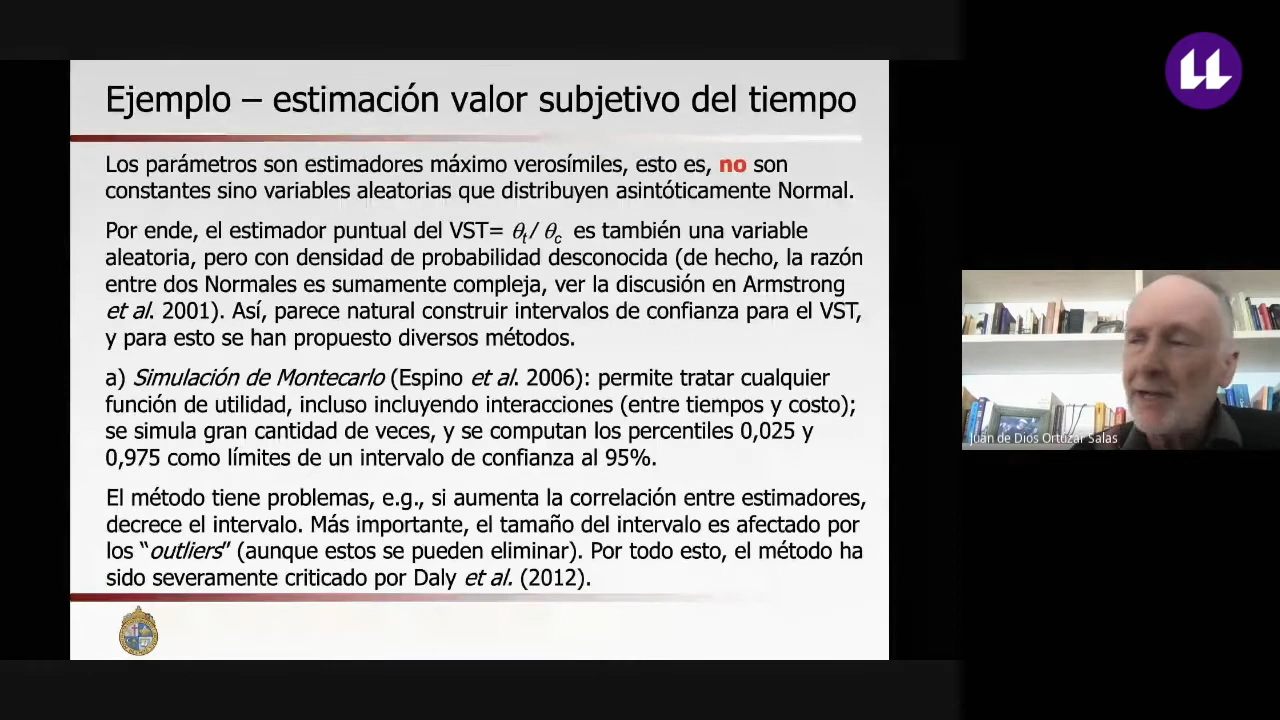 Ejemplo – estimación valor subjetivo del tiempo
Los parámetros son estimadores máximo verosímiles, esto es, no son
constantes sino variables aleatorias que distribuyen asintóticamente Normal.
Por ende, el estimador puntual del VST= θt/ θc es también una variable
aleatoria, pero con densidad de probabilidad desconocida (de hecho, la razón
entre dos Normales es sumamente compleja, ver la discusión en Armstrong
et al. 2001). Así, parece natural construir intervalos de confianza para el VST,
y para esto se han propuesto diversos métodos.
a) Simulación de Montecarlo (Espino et al. 2006): permite tratar cualquier
función de utilidad, incluso incluyendo interacciones (entre tiempos y costo);
se simula gran cantidad de veces, y se computan los percentiles 0,025 y
0,975 como límites de un intervalo de confianza al 95%.
El método tiene problemas, e.g., si aumenta la correlación entre estimadores,
decrece el intervalo. Más importante, el tamaño del intervalo es afectado por
los “outliers” (aunque estos se pueden eliminar). Por todo esto, el método ha
sido severamente criticado por Daly et al. (2012).
Juan de Dios Ortúzar Salas